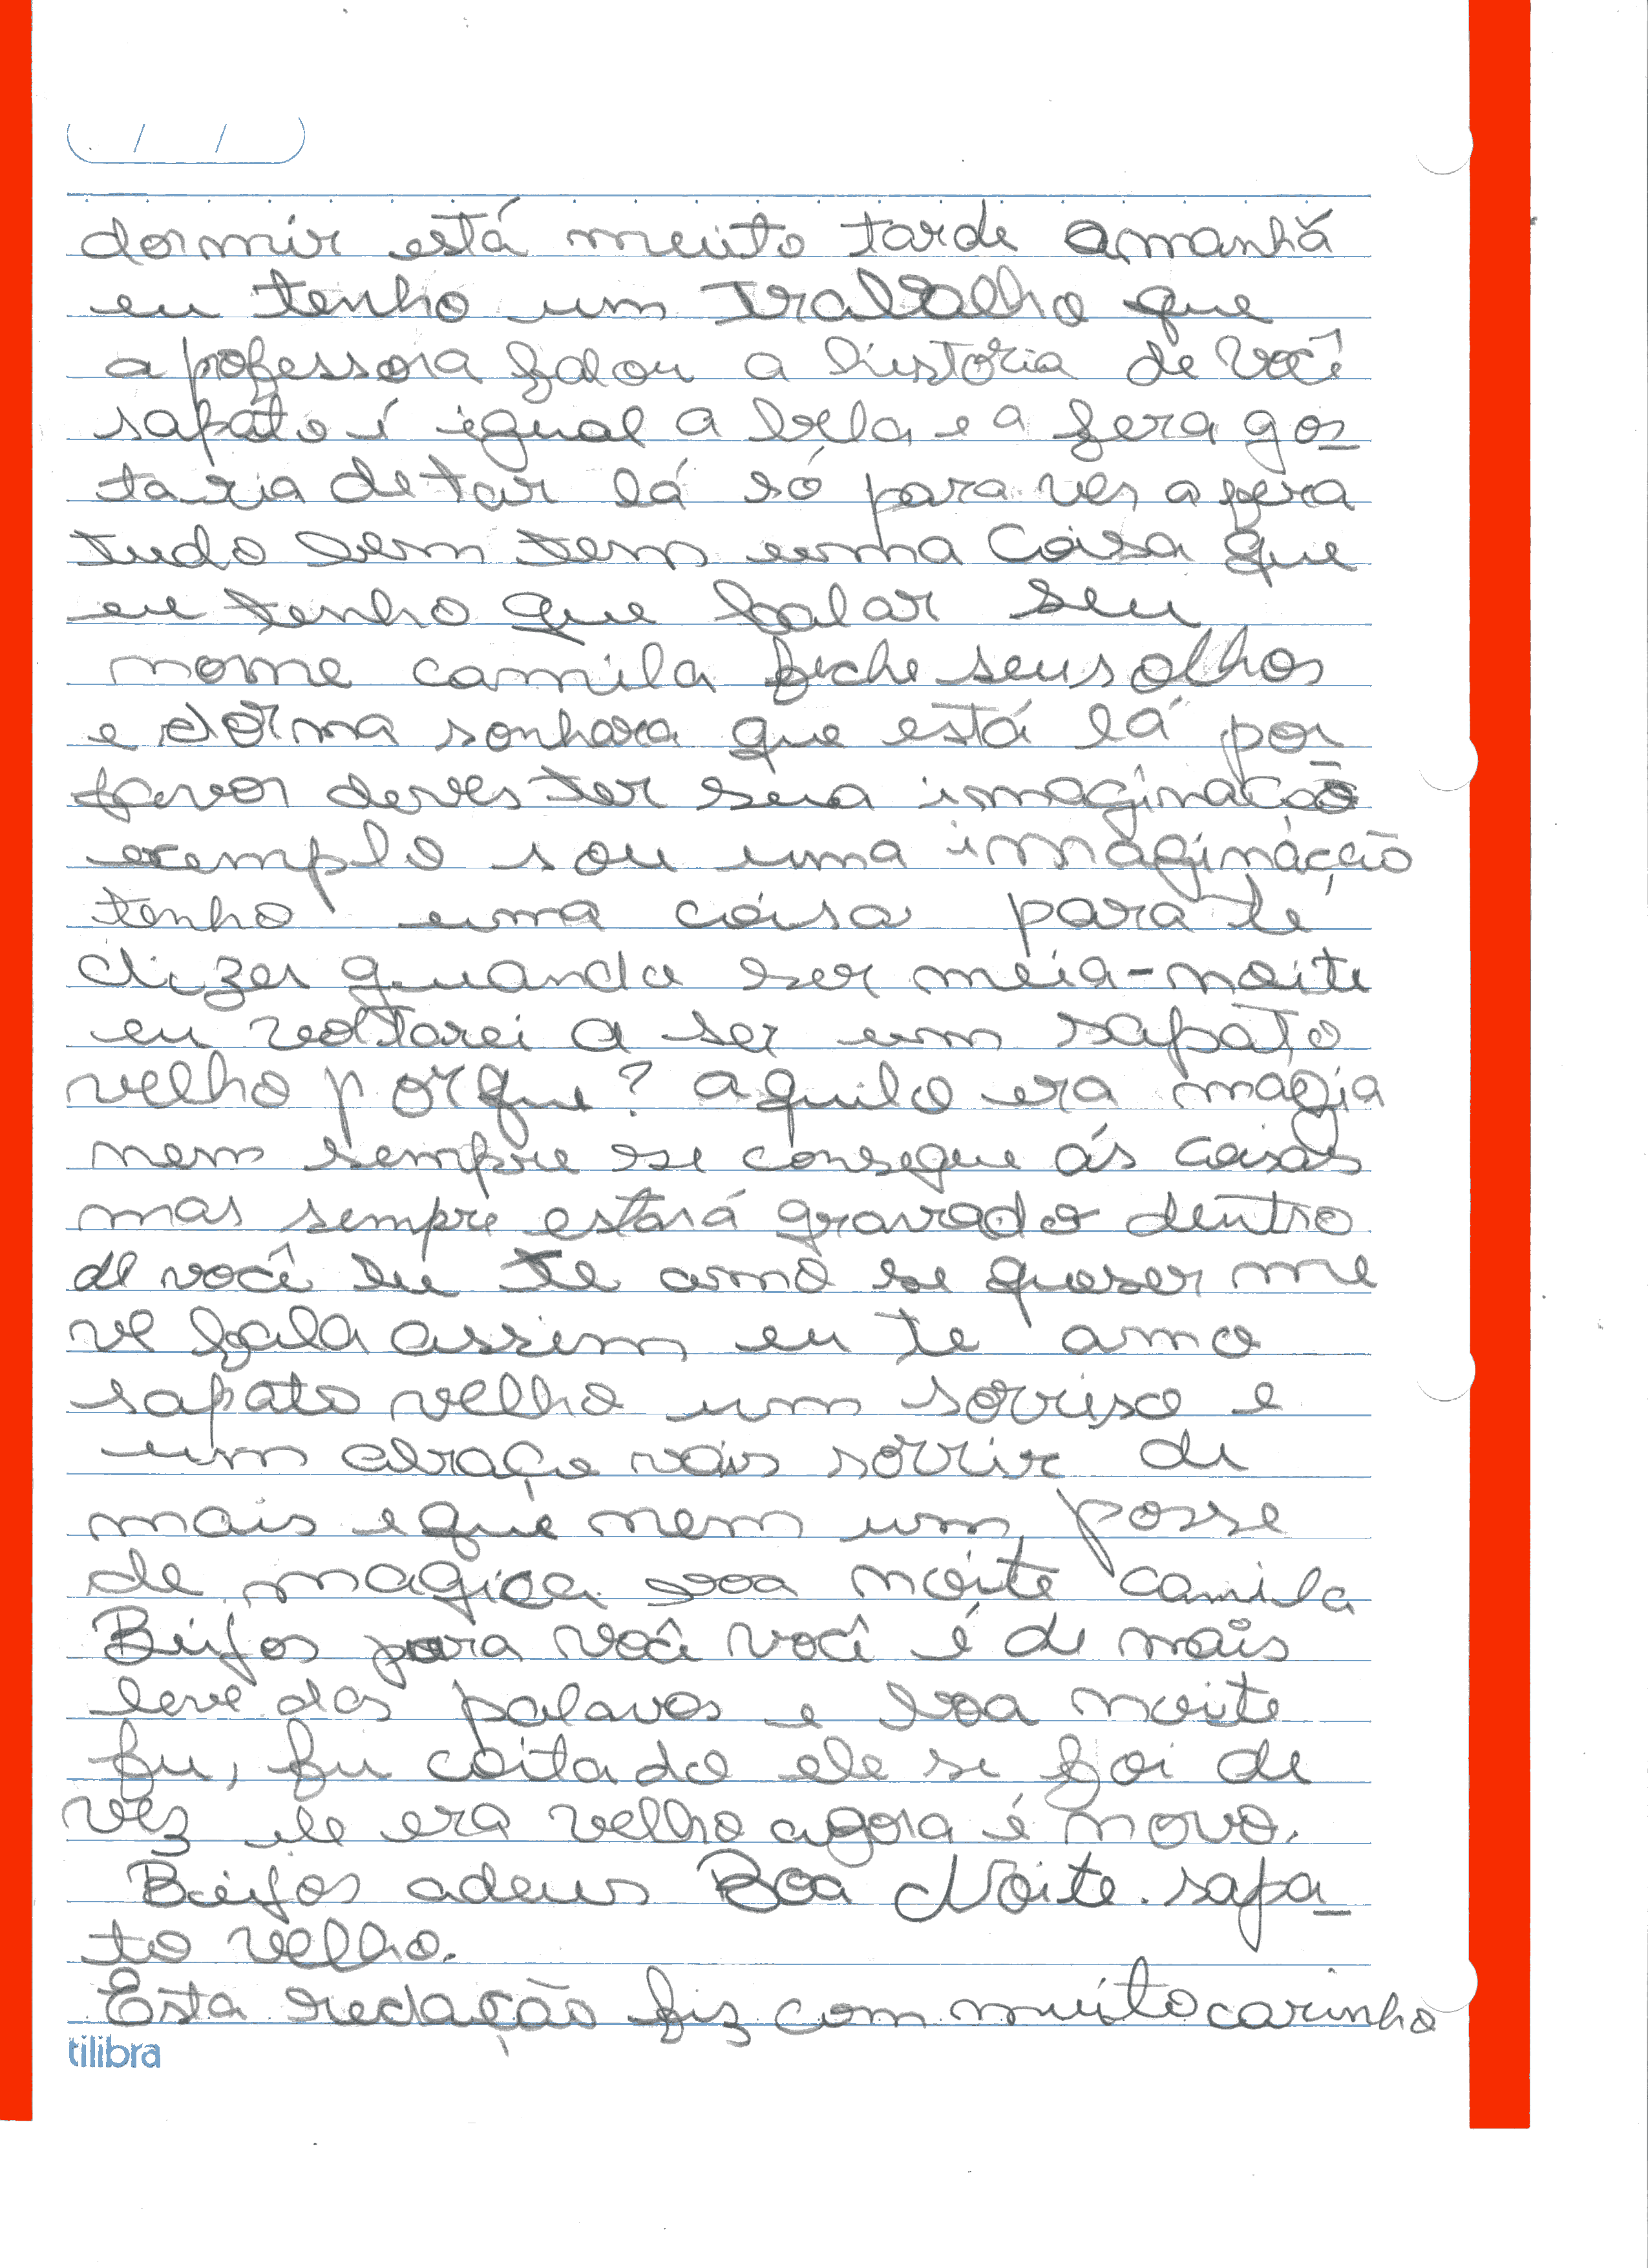 / /
dormir está muito tarde amanhã
eu tenho um trabalho que
a professora falou a história de você
sapato é igual a bela e a fera gos
taria de tar lá só para ver a fera
tudo bem tem uma coisa que
eu tenho que falar seu
nome camila feche seus olhos
e dorma sonhara que está lá por
favor deves ter sua imaginação
exemplo sou uma imaginação
tenho uma coisa para te
dizer quando ser meia-noite
eu voltarei a ser um sapato
velho porque? aquilo era magia
nem sempre se consegue ás coisas
mas sempre estará gravado dentro
de você eu te amo se queser me
ve fala assim eu te amo
sapato velho um sorriso e
um abraço vais sorrir de
mais e que nem um posse
de magica boa noite camila
Beijos para você você é de mais
leve das palavas e boa noite
fu, fu coitado ele se foi de
vez ele era velho agora é novo.
Beijos adeus Boa Noite. sapa
to velho.
Esta redação fiz com muito carinho
tilibra